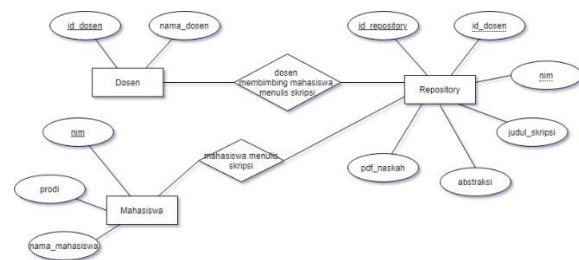 id_dosen
nama_dosen
id_repository
id_dosen
Dosen
dosen
membimbing mahasiswa
menulis skripsi
Repository
nim
nim
judul_skripsi
mahasiswa menulis
skripsi
prodi
pdf_naskah
abstraksi
Mahasiswa
nama_mahasiswa